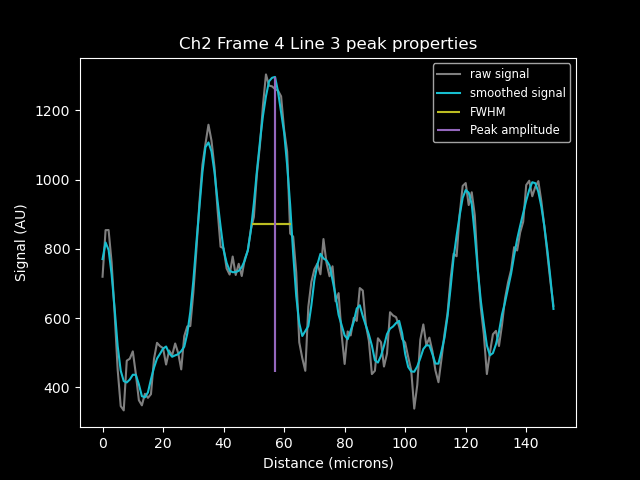 Ch2 Frame 4 Line 3 peak properties
raw signal
smoothed signal
FWHM
Peak amplitude
Signal (AU)
1200
1000
800
600
400
0 20 40 60 80 100 120 140
Distance (microns)